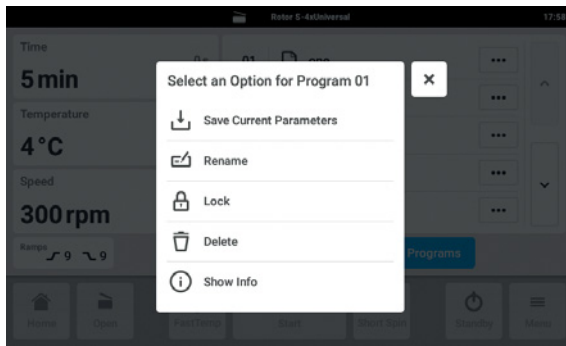 Rotor S-4xUniversal
17:58
Time
0 s
5 min
Temperature
4 °C
Speed
300 rpm
Ramps
9 9
01 one
Select an Option for Program 01
Save Current Parameters
Rename
Lock
Delete
Show Info
Programs
Home
Open
FastTemp
Start
Short Spin
Standby
Menu